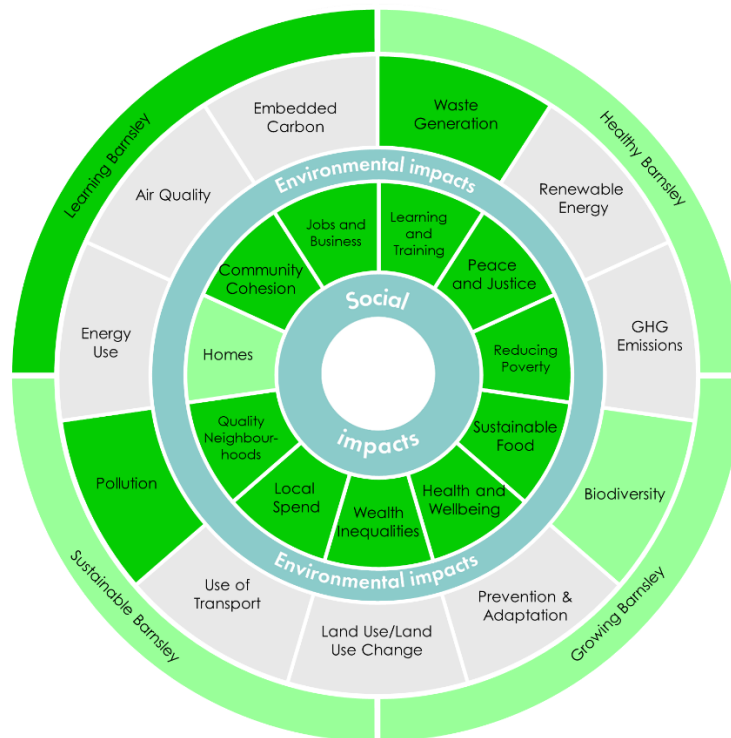 Learning Barnsley
Healthy Barnsley
Growing Barnsley
Sustainable Barnsley
Embedded
Carbon
Waste
Generation
Renewable
Energy
GHG
Emissions
Biodiversity
Prevention &
Adaptation
Land Use/Land
Use Change
Use of
Transport
Pollution
Energy
Use
Air Quality
Environmental impacts
Jobs and
Business
Learning
and
Training
Peace
and Justice
Reducing
Poverty
Sustainable
Food
Health and
Wellbeing
Wealth
Inequalities
Local
Spend
Quality
Neighbour-
hoods
Homes
Community
Cohesion
Social
impacts
Environmental impacts